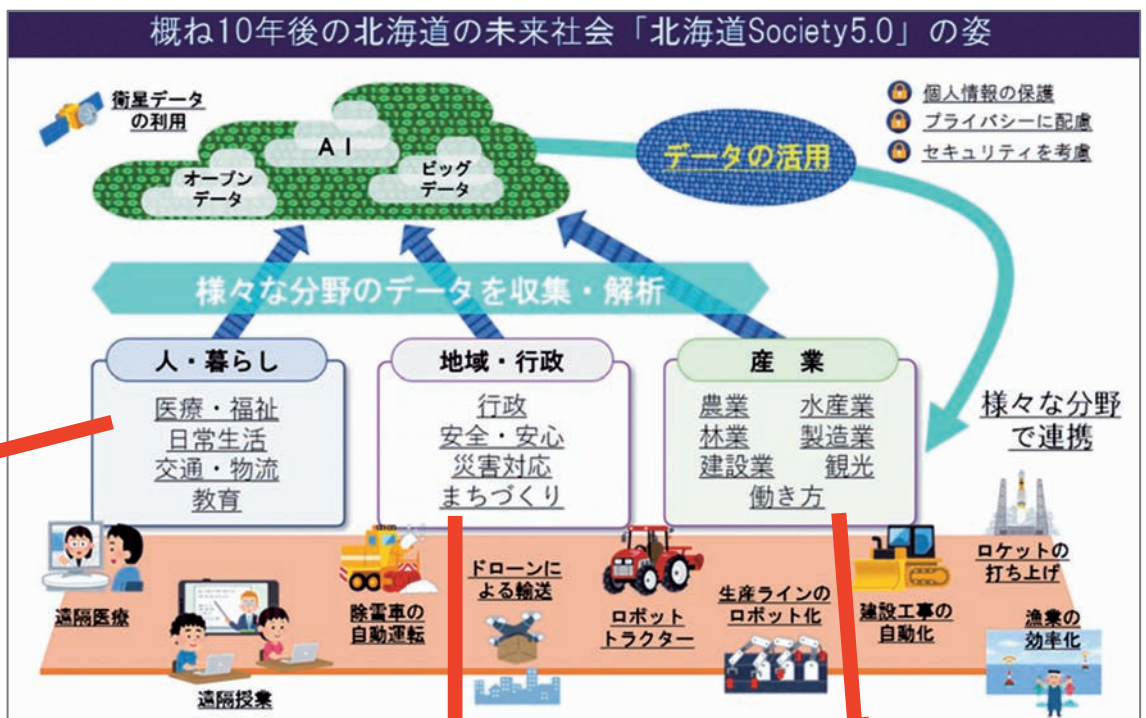 概ね10年後の北海道の未来社会「北海道Society5.0」の姿
衛星データ
の利用
AI
オープン
データ
ビッグ
データ
データの活用
個人情報の保護
プライバシーに配慮
セキュリティを考慮
様々な分野のデータを収集・解析
人・暮らし
医療・福祉
日常生活
交通・物流
教育
地域・行政
行政
安全・安心
災害対応
まちづくり
産業
農業 水産業
林業 製造業
建設業 観光
働き方
様々な分野
で連携
遠隔医療
遠隔授業
除雪車の
自動運転
ドローンに
よる輸送
ロボット
トラクター
生産ラインの
ロボット化
建設工事の
自動化
ロケットの
打ち上げ
漁業の
効率化